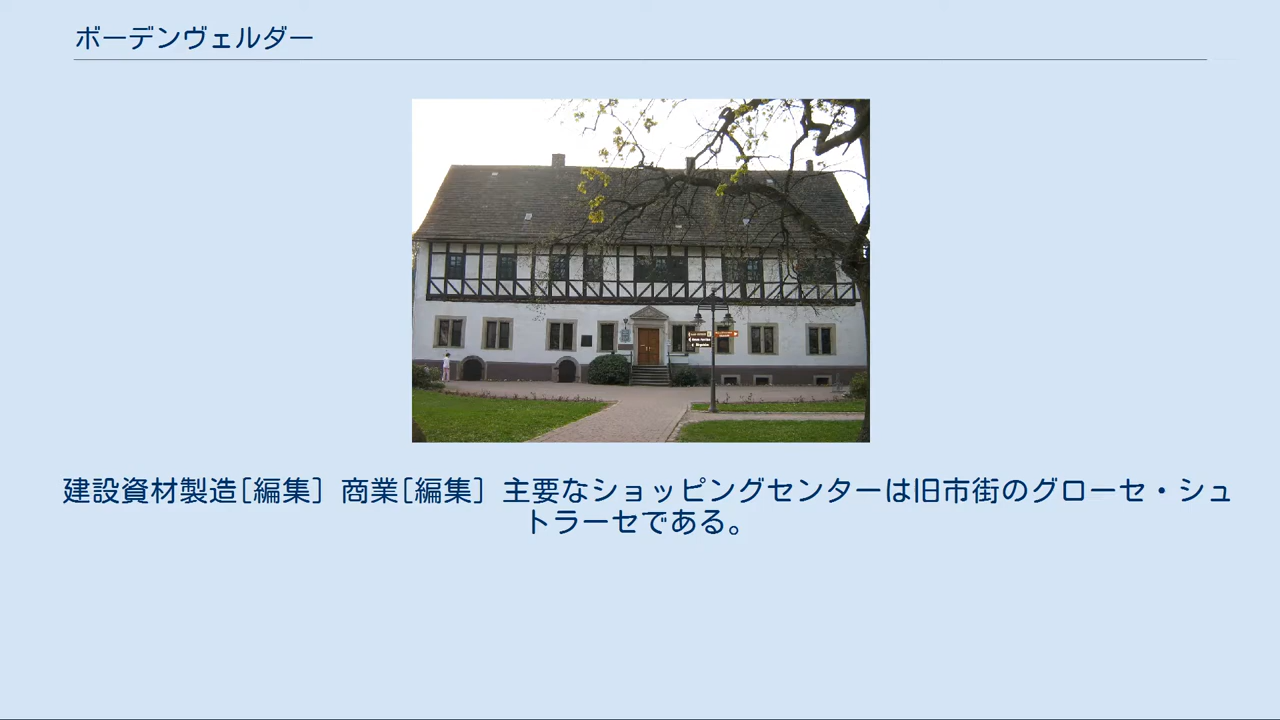 ボーデンヴェルダー
建設資材製造[編集] 商業[編集] 主要なショッピングセンターは旧市街のグローセ・シュ
トラーセである。